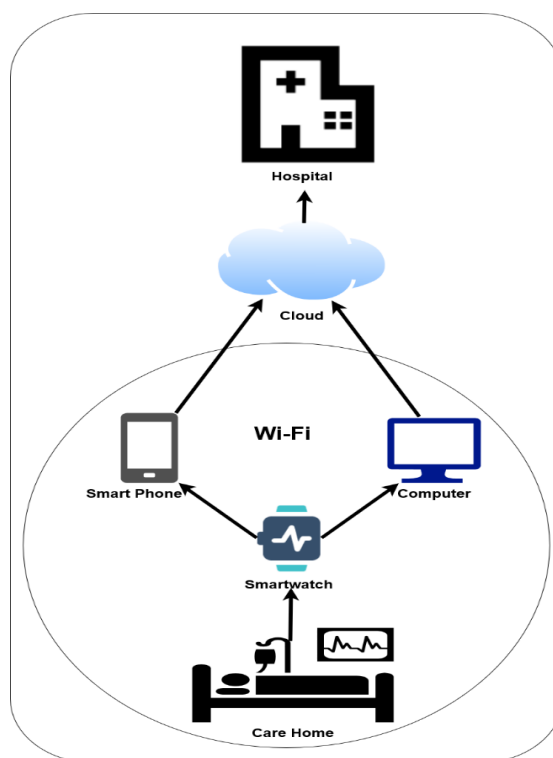 Hospital
Cloud
Wi-Fi
Smart Phone
Computer
Smartwatch
Care Home